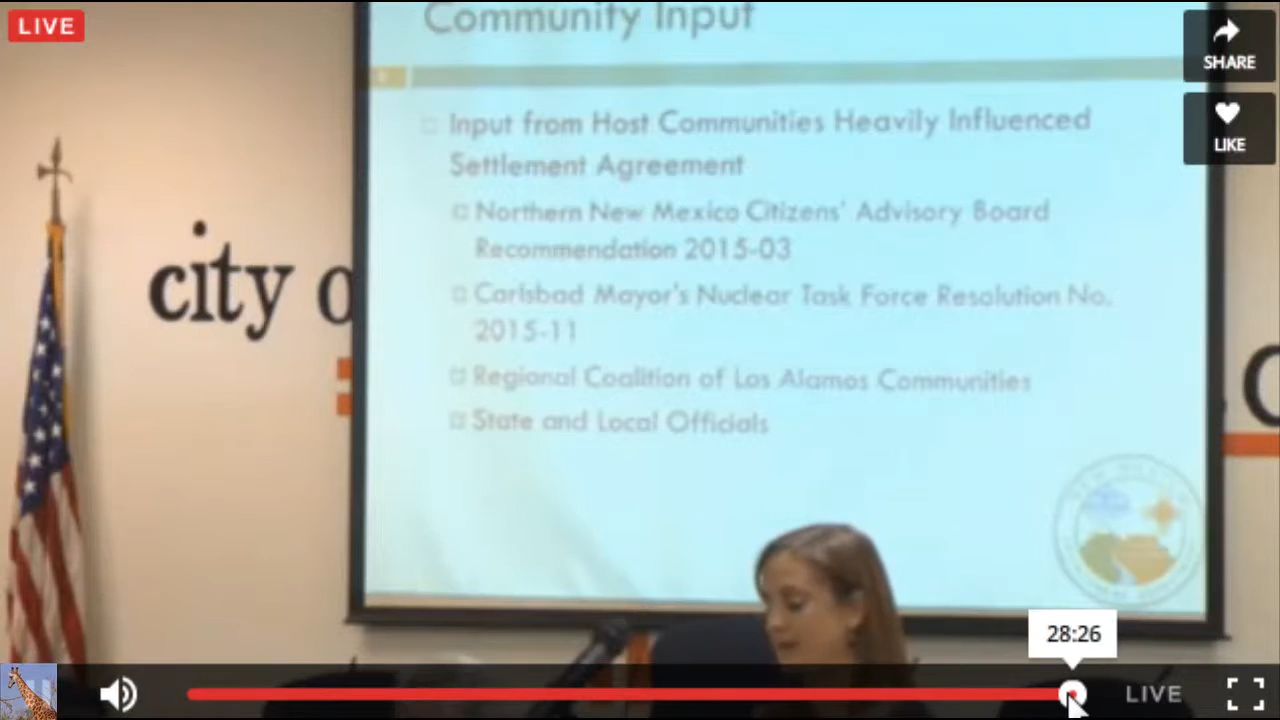 LIVE
Community Input
SHARE
LIKE
Input from Host Communities Heavily Influenced
Settlement Agreement
Northern New Mexico Citizens' Advisory Board
Recommendation 2015-03
Carlsbad Mayor's Nuclear Task Force Resolution No.
2015-11
Regional Coalition of Los Alamos Communities
State and Local Officials
city o
28:26
LIVE